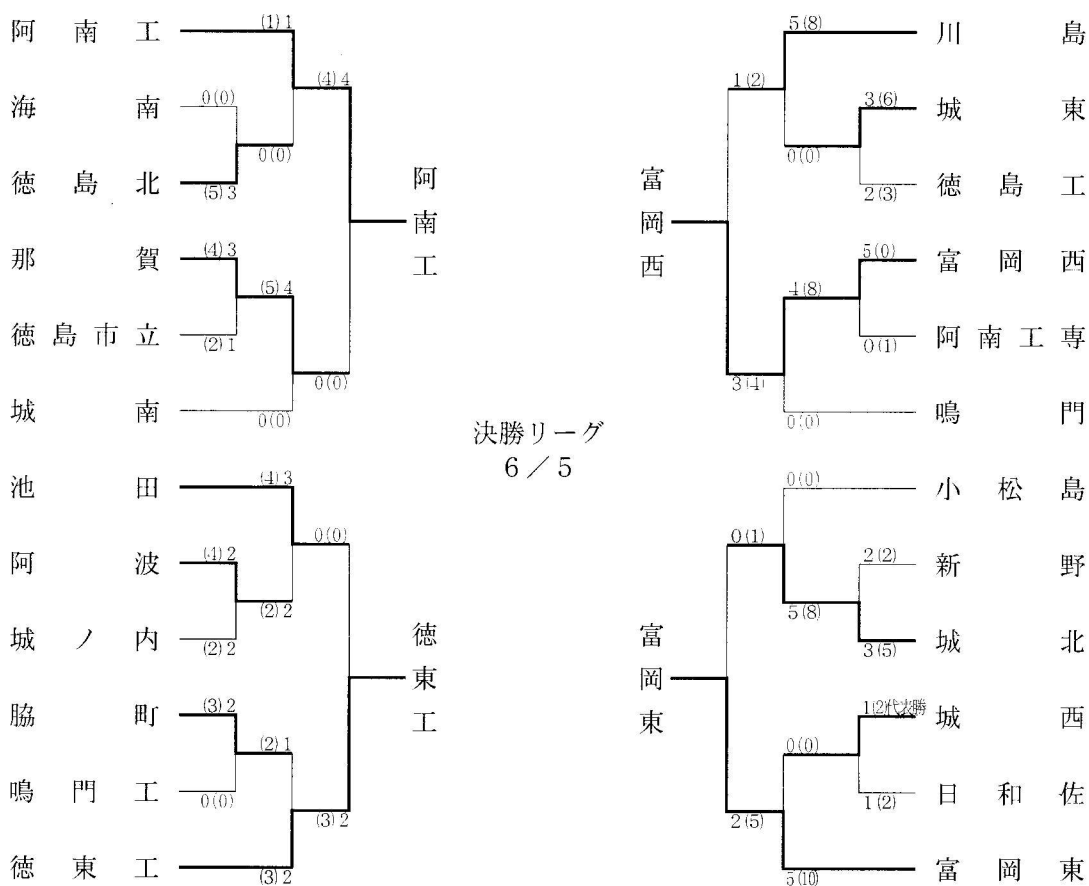 阿南工
(1) 1
海南
0 (0)
(4) 4
0 (0)
徳島北
(5) 3
那賀
(4) 3
(5) 4
徳島市立
(2) 1
0 (0)
城南
0 (0)
阿南工
池田
(4) 3
0 (0)
阿波
(4) 2
(2) 2
城ノ内
(2) 2
脇町
(3) 2
(2) 1
鳴門工
0 (0)
(3) 2
徳東工
(3) 2
徳東工
決勝リーグ
6/5
5 (8)
川島
1 (2)
3 (6)
城東
0 (0)
2 (3)
徳島工
富岡西
5 (0)
富岡西
4 (8)
0 (1)
阿南工専
3 (4)
0 (0)
鳴門
0 (0)
小松島
0 (1)
2 (2)
新野
5 (8)
3 (5)
城北
富岡東
1 (2)代表勝
城西
0 (0)
1 (2)
日和佐
2 (5)
5 (10)
富岡東